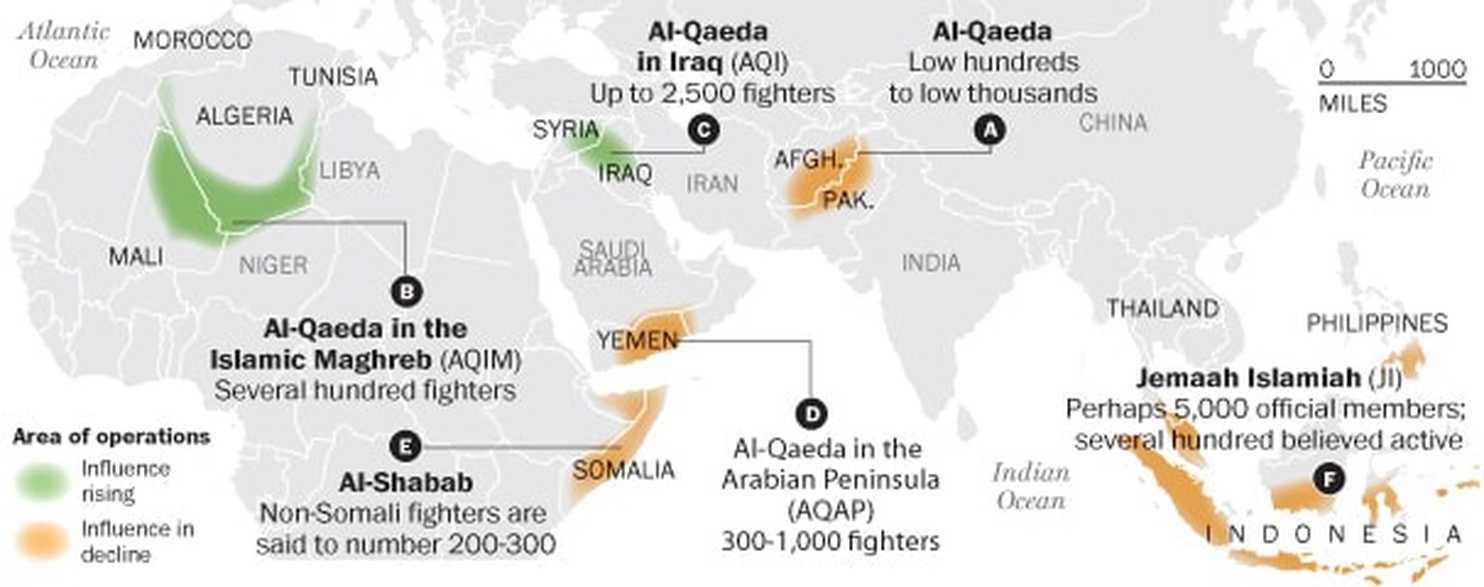 Atlantic
Ocean
MOROCCO
TUNISIA
ALGERIA
LIBYA
MALI
NIGER
B
Al-Qaeda in the
Islamic Maghreb (AQIM)
Several hundred fighters
Al-Qaeda
in Iraq (AQI)
Up to 2,500 fighters
C
SYRIA
IRAQ
IRAN
Al-Qaeda
Low hundreds
to low thousands
A
AFGH.
PAK.
CHINA
0 1000
MILES
Pacific
Ocean
SAUDI
ARABIA
INDIA
YEMEN
D
Al-Qaeda in the
Arabian Peninsula
(AQAP)
300-1,000 fighters
E
Al-Shabab
Non-Somali fighters are
said to number 200-300
SOMALIA
Indian
Ocean
THAILAND
PHILIPPINES
Jemaah Islamiah (JI)
Perhaps 5,000 official members;
several hundred believed active
F
INDONESIA
Area of operations
Influence
rising
Influence in
decline